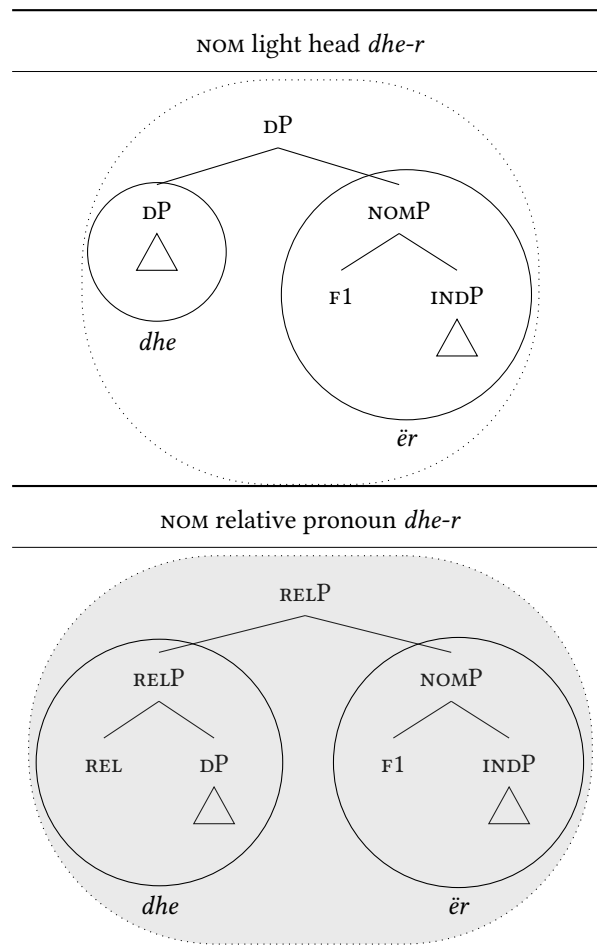 NOM light head dhe-r
DP
DP NOMP
F1 INDP
dhe
ër
NOM relative pronoun dhe-r
RELP
RELP NOMP
REL DP F1 INDP
dhe ër